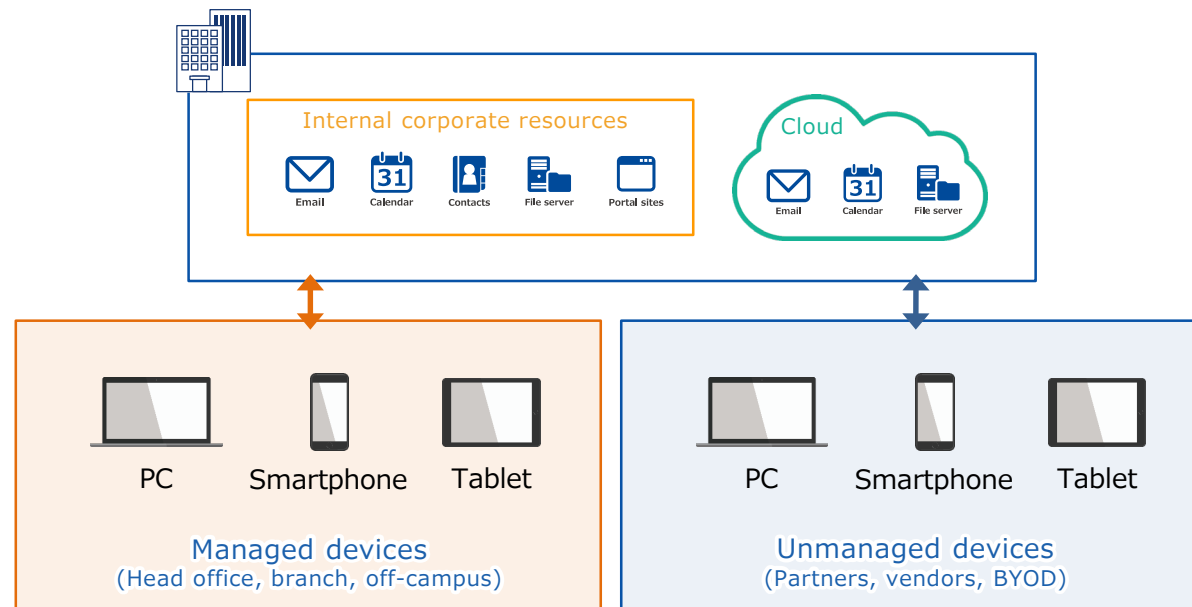 Internal corporate resources
Cloud
31
Email
Calendar
Contacts
File server
Portal sites
31
Email
Calendar
File server
PC
Smartphone
Tablet
Managed devices
(Head office, branch, off-campus)
PC
Smartphone
Tablet
Unmanaged devices
(Partners, vendors, BYOD)